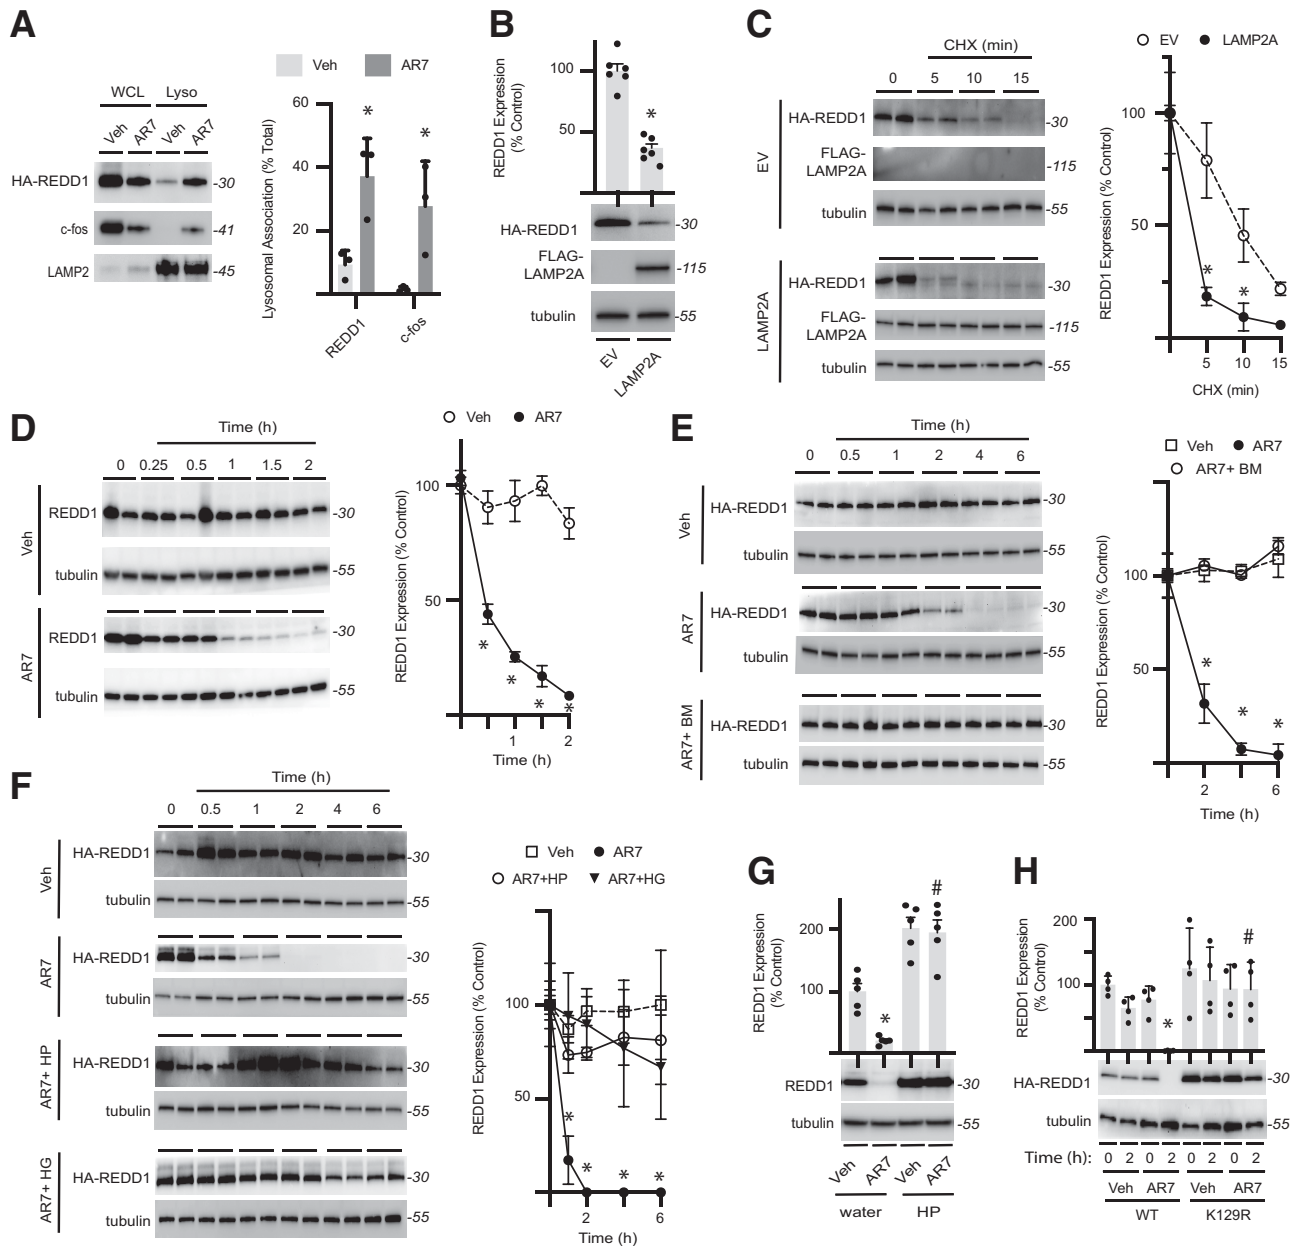 A
WCL Lyso
Veh AR7 Veh AR7
HA-REDD1 -30
c-fos -41
LAMP2 -45
Veh AR7
Lysosomal Association (% Total)
60
40
20
* *
REDD1 c-fos
B
REDD1 Expression (% Control)
100
50
*
HA-REDD1 -30
FLAG-
LAMP2A -115
tubulin -55
EV LAMP2A
C
CHX (min)
0 5 10 15
EV
HA-REDD1 -30
FLAG-
LAMP2A -115
tubulin -55
LAMP2A
HA-REDD1 -30
FLAG-
LAMP2A -115
tubulin -55
EV LAMP2A
REDD1 Expression (% Control)
100
50
* *
5 10 15
CHX (min)
D
Time (h)
0 0.25 0.5 1 1.5 2
Veh
REDD1 -30
tubulin -55
AR7
REDD1 -30
tubulin -55
Veh AR7
REDD1 Expression (% Control)
100
50
* * * *
1 2
Time (h)
E
Time (h)
0 0.5 1 2 4 6
Veh
HA-REDD1 -30
tubulin -55
AR7
HA-REDD1 -30
tubulin -55
AR7+ BM
HA-REDD1 -30
tubulin -55
Veh AR7
AR7+ BM
REDD1 Expression (% Control)
100
50
* * *
2 6
Time (h)
F
Time (h)
0 0.5 1 2 4 6
Veh
HA-REDD1 -30
tubulin -55
AR7
HA-REDD1 -30
tubulin -55
AR7+ HP
HA-REDD1 -30
tubulin -55
AR7+ HG
HA-REDD1 -30
tubulin -55
Veh AR7
AR7+HP AR7+HG
REDD1 Expression (% Control)
100
50
* * * *
2 6
Time (h)
G
REDD1 Expression
(% Control)
200
100
* #
REDD1 -30
tubulin -55
Veh AR7 Veh AR7
water HP
H
REDD1 Expression
(% Control)
200
100
* #
HA-REDD1 -30
tubulin -55
Time (h): 0 2 0 2 0 2 0 2
Veh AR7 Veh AR7
WT K129R